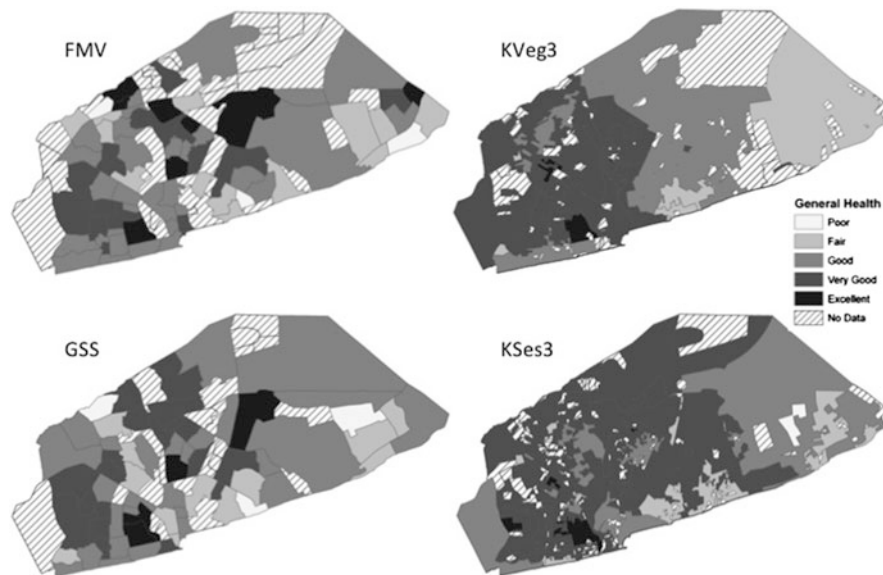 FMV
KVeg3
General Health
Poor
Fair
Good
Very Good
Excellent
No Data
GSS
KSes3